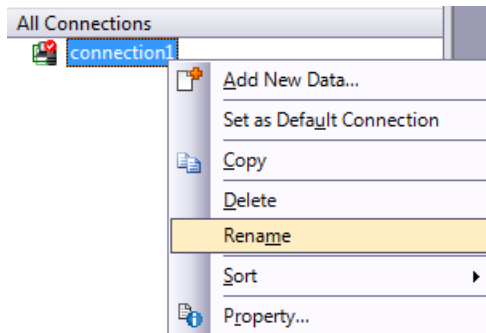 All Connections
connection1
Add New Data...
Set as Default Connection
Copy
Delete
Rename
Sort
Property...